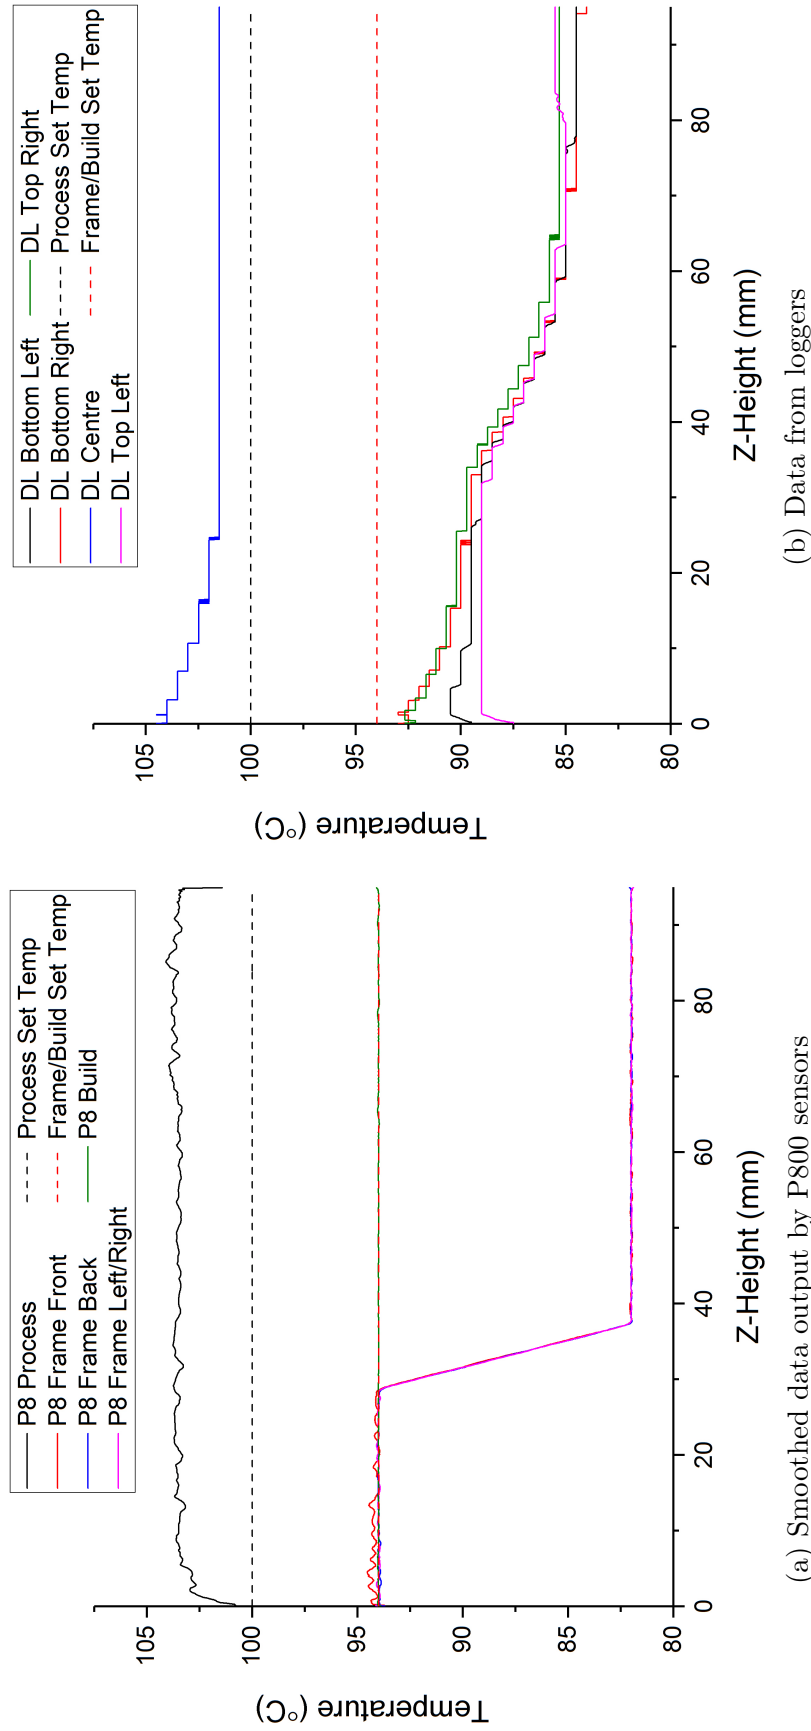 P8 Process
P8 Frame Front
P8 Frame Back
P8 Frame Left/Right
Process Set Temp
Frame/Build Set Temp
P8 Build
Temperature (°C)
105
100
95
90
85
80
0
20
40
60
80
Z-Height (mm)
(a) Smoothed data output by P800 sensors
DL Bottom Left
DL Bottom Right
DL Centre
DL Top Left
DL Top Right
Process Set Temp
Frame/Build Set Temp
Temperature (°C)
105
100
95
90
85
80
0
20
40
60
80
Z-Height (mm)
(b) Data from loggers